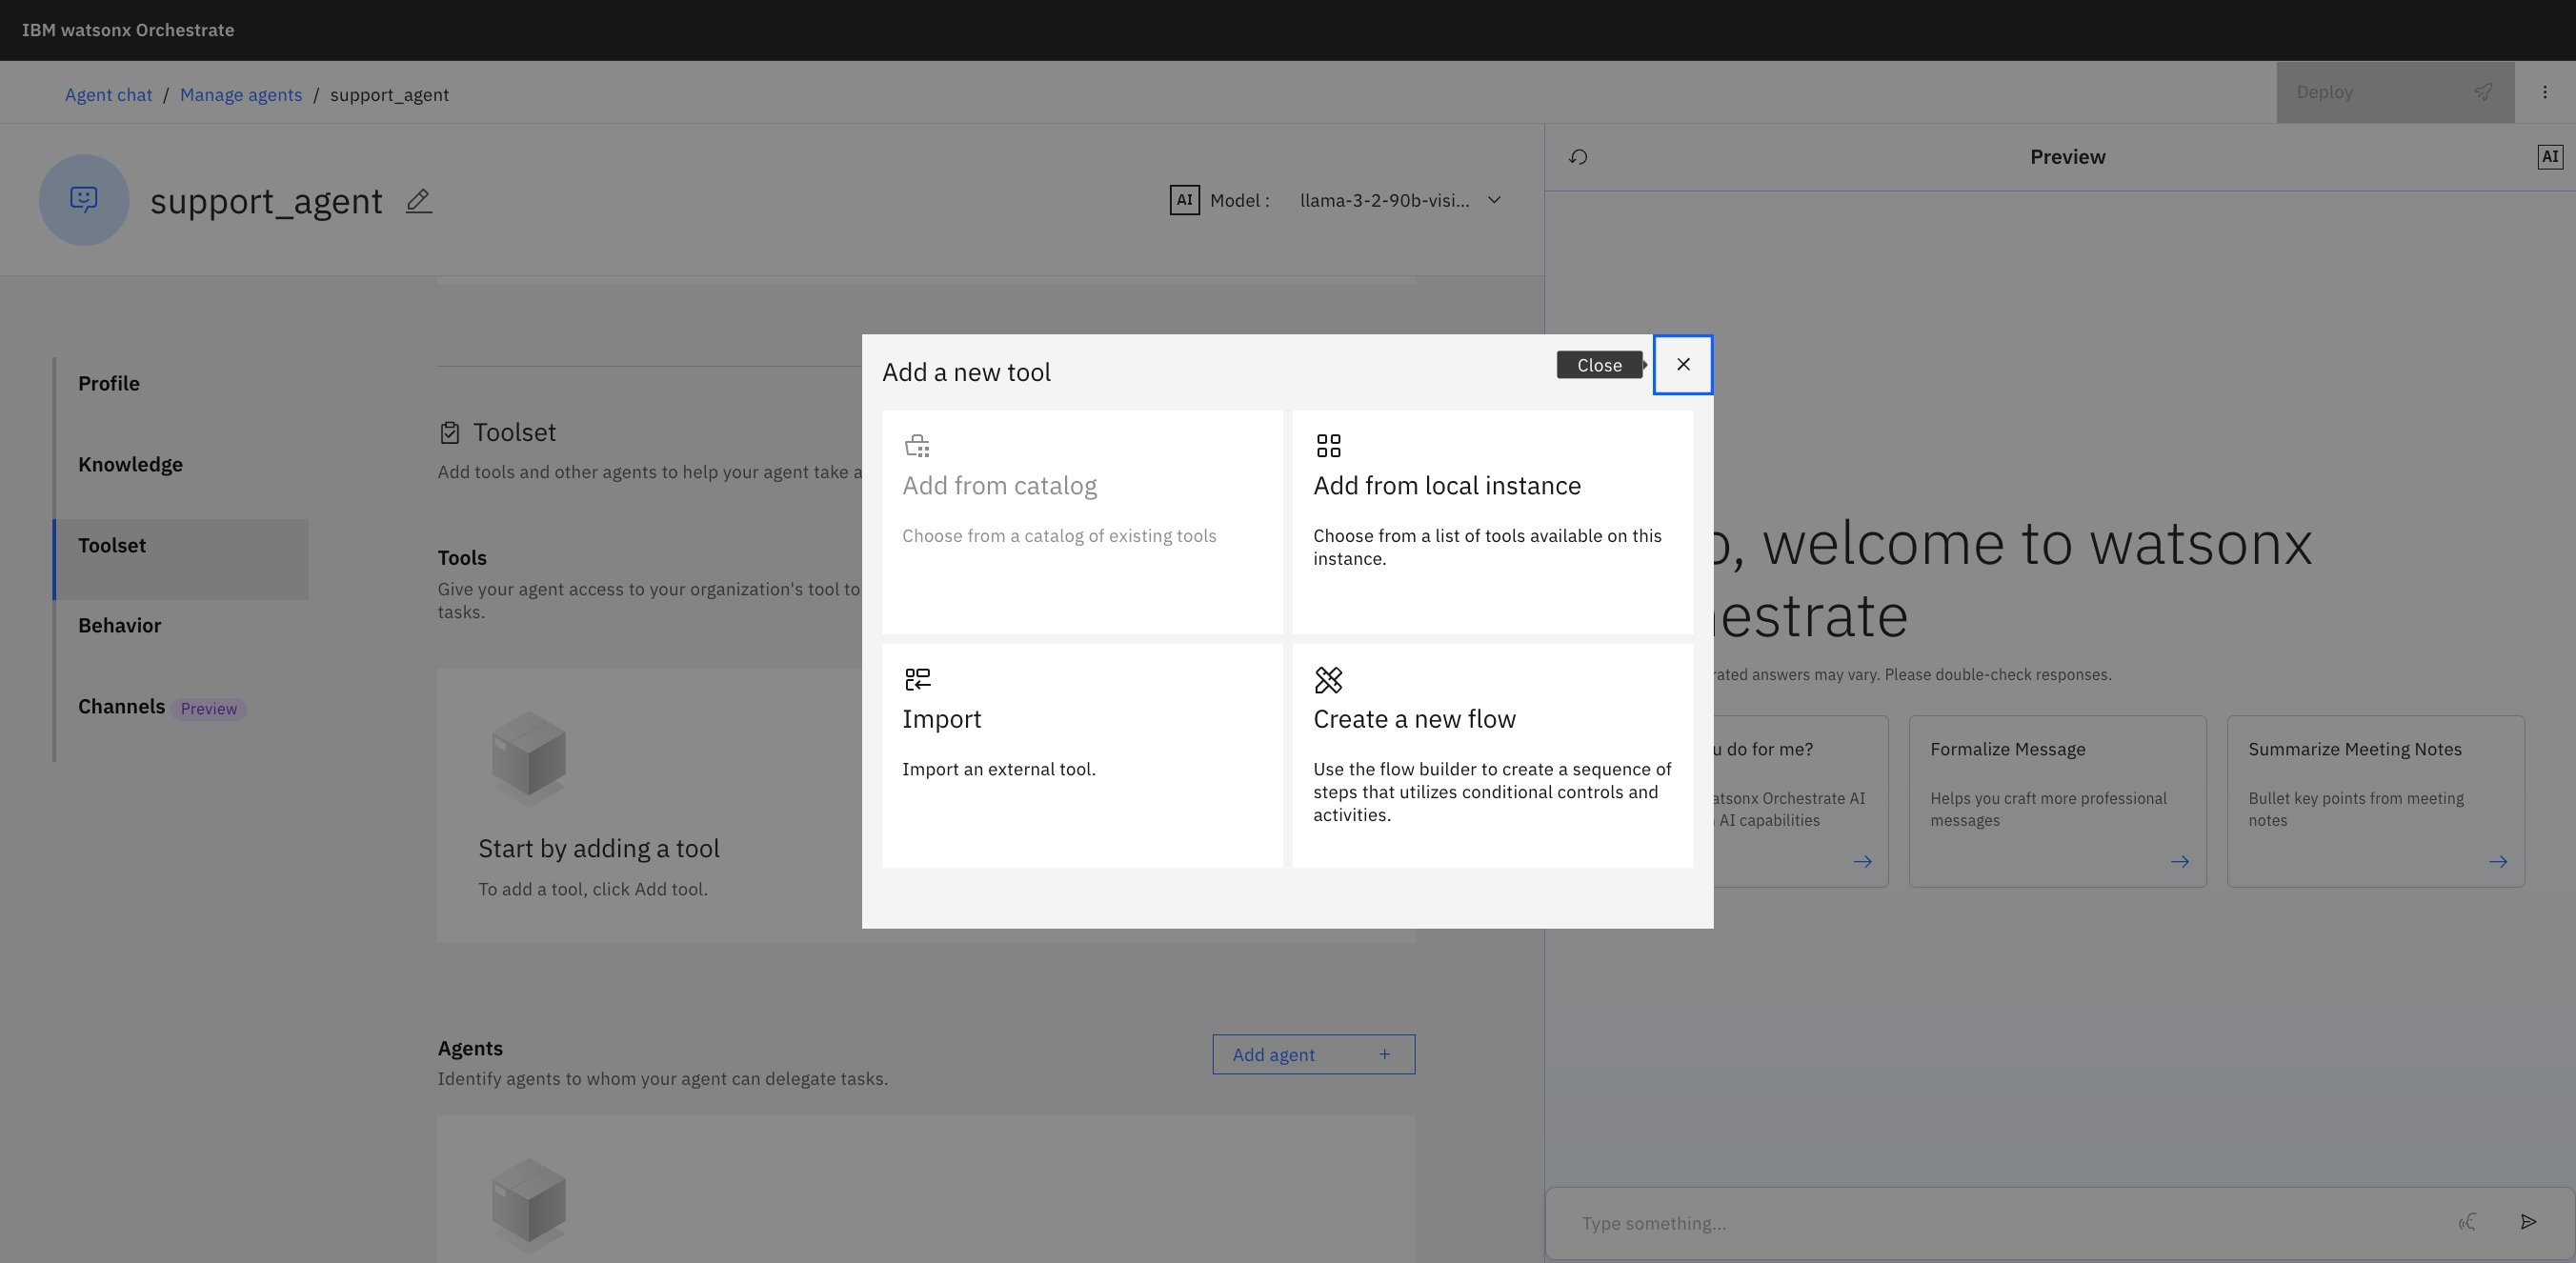 IBM watsonx Orchestrate
Agent chat / Manage agents / support_agent
Deploy
support_agent
AI Model : llama-3-2-90b-visi...
Preview
AI
Profile
Knowledge
Toolset
Behavior
Channels Preview
Toolset
Add tools and other agents to help your agent take a
Tools
Give your agent access to your organization's tool to
tasks.
Start by adding a tool
To add a tool, click Add tool.
Agents
Identify agents to whom your agent can delegate tasks.
Add agent +
Add a new tool
Close
Add from catalog
Choose from a catalog of existing tools
Add from local instance
Choose from a list of tools available on this
instance.
Import
Import an external tool.
Create a new flow
Use the flow builder to create a sequence of
steps that utilizes conditional controls and
activities.
o, welcome to watsonx
estrate
rated answers may vary. Please double-check responses.
u do for me?
atsonx Orchestrate AI
AI capabilities
Formalize Message
Helps you craft more professional
messages
Summarize Meeting Notes
Bullet key points from meeting
notes
Type something...